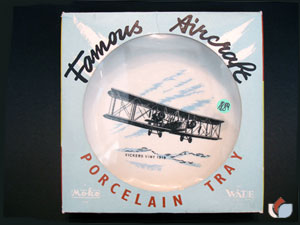 Famous Aircraft
VICKERS VIMY 1919
PORCELAIN TRAY
WADE